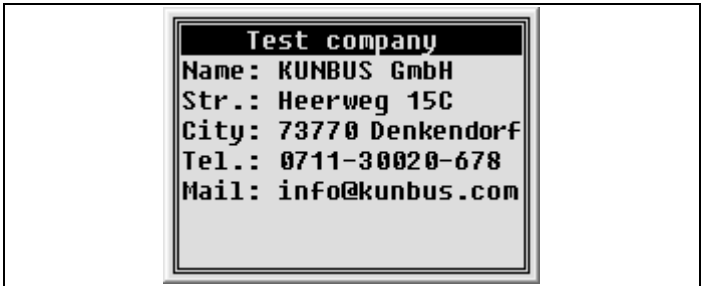 Test company
Name: KUNBUS GmbH
Str.: Heerweg 15C
City: 73770 Denkendorf
Tel.: 0711-30020-678
Mail: info@kunbus.com